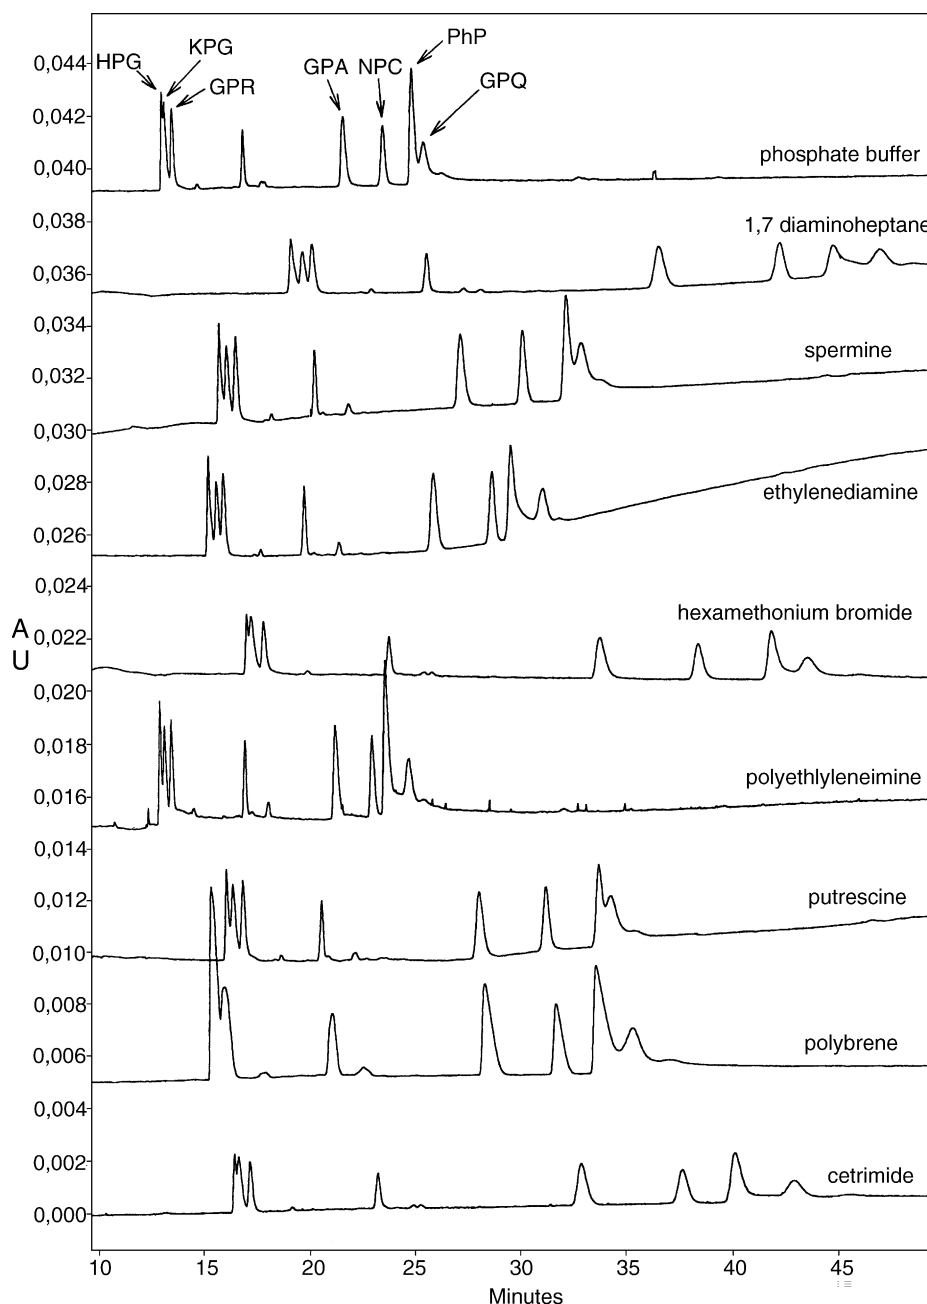 PhP
HPG
KPG
GPR
GPA
NPC
GPQ
0,044
0,042
0,040
phosphate buffer
0,038
1,7 diaminoheptane
0,036
0,034
spermine
0,032
0,030
0,028
ethylenediamine
0,026
0,024
hexamethonium bromide
A
U
0,022
0,020
0,018
polyethlyleneimine
0,016
0,014
0,012
putrescine
0,010
0,008
polybrene
0,006
0,004
0,002
cetrimide
0,000
10 15 20 25 30 35 40 45
Minutes